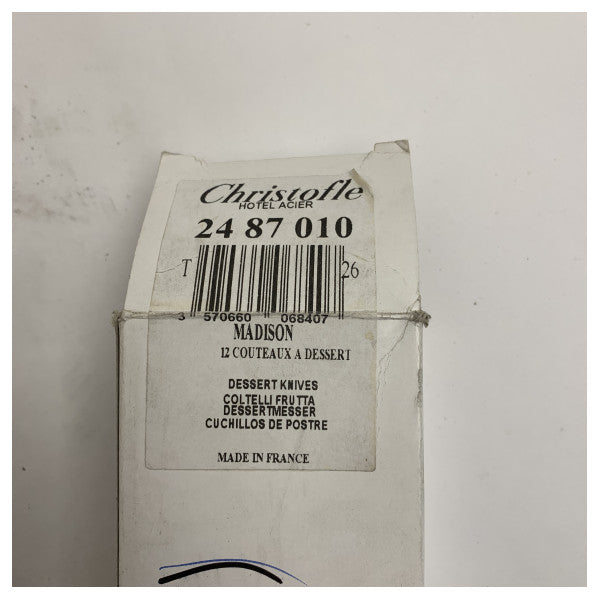 Christofle
HOTEL ACIER
24 87 010
T 26
3 570660 068407
MADISON
12 COUTEAUX A DESSERT
DESSERT KNIVES
COLTELLI FRUTTA
DESSERTMESSER
CUCHILLOS DE POSTRE
MADE IN FRANCE